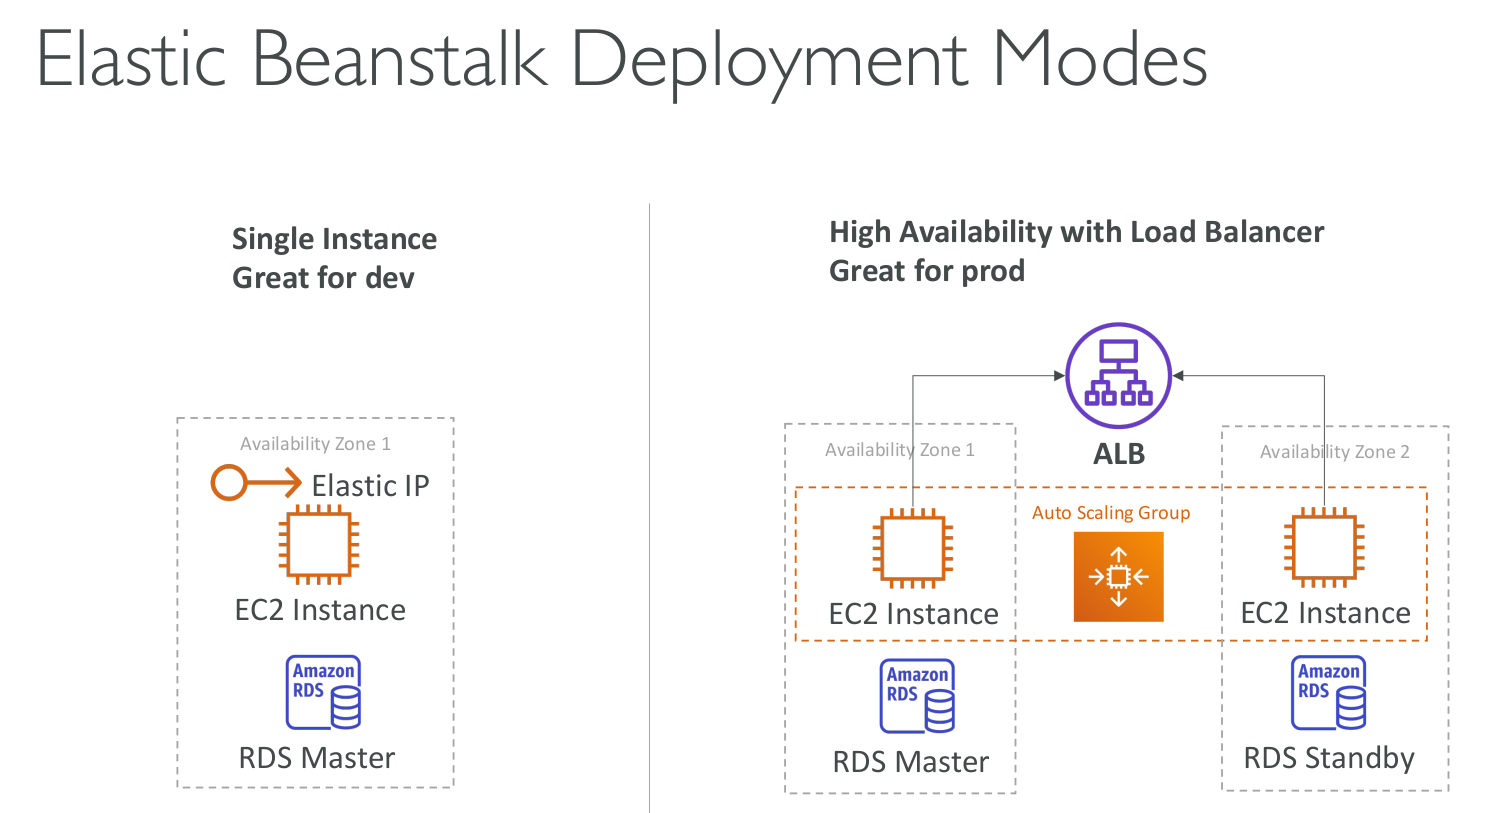 Elastic Beanstalk Deployment Modes
Single Instance
Great for dev
Availability Zone 1
Elastic IP
EC2 Instance
Amazon
RDS
RDS Master
High Availability with Load Balancer
Great for prod
ALB
Availability Zone 1
Availability Zone 2
Auto Scaling Group
EC2 Instance
EC2 Instance
Amazon
RDS
RDS Master
Amazon
RDS
RDS Standby